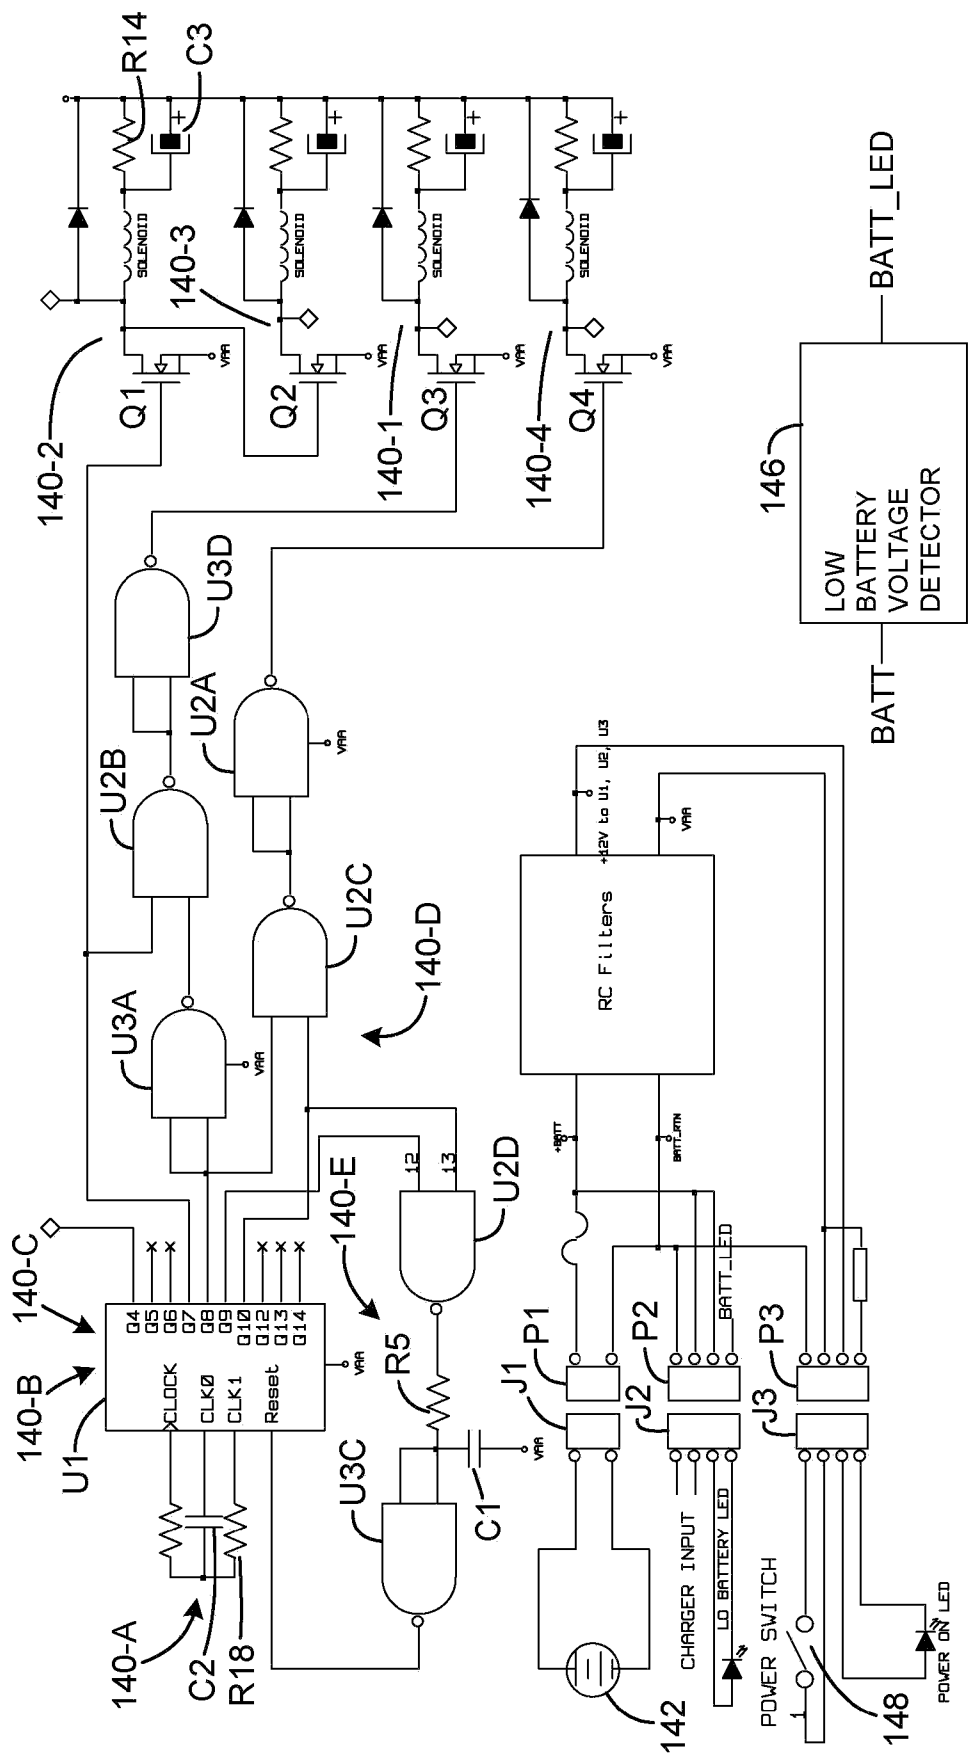 140-A
C2
R18
140-B
U1
140-C
CLOCK
CLK0
CLK1
Reset
Q4
Q5
Q6
Q7
Q8
Q9
Q10
Q12
Q13
Q14
VAA
U3A
VAA
U2B
U3D
U2C
U2A
VAA
140-D
140-E
12
13
U2D
R5
U3C
C1
VAA
140-2
Q1
VAA
SOLENOID
R14
C3
+
140-3
Q2
VAA
SOLENOID
+
140-1
Q3
VAA
SOLENOID
+
140-4
Q4
VAA
SOLENOID
+
142
J1
P1
+BATT
BATT_RTN
RC Filters
+12V to U1, U2, U3
VAA
CHARGER INPUT
LO BATTERY LED
J2
P2
BATT_LED
POWER SWITCH
1
148
J3
P3
POWER ON LED
BATT
LOW
BATTERY
VOLTAGE
DETECTOR
146
BATT_LED